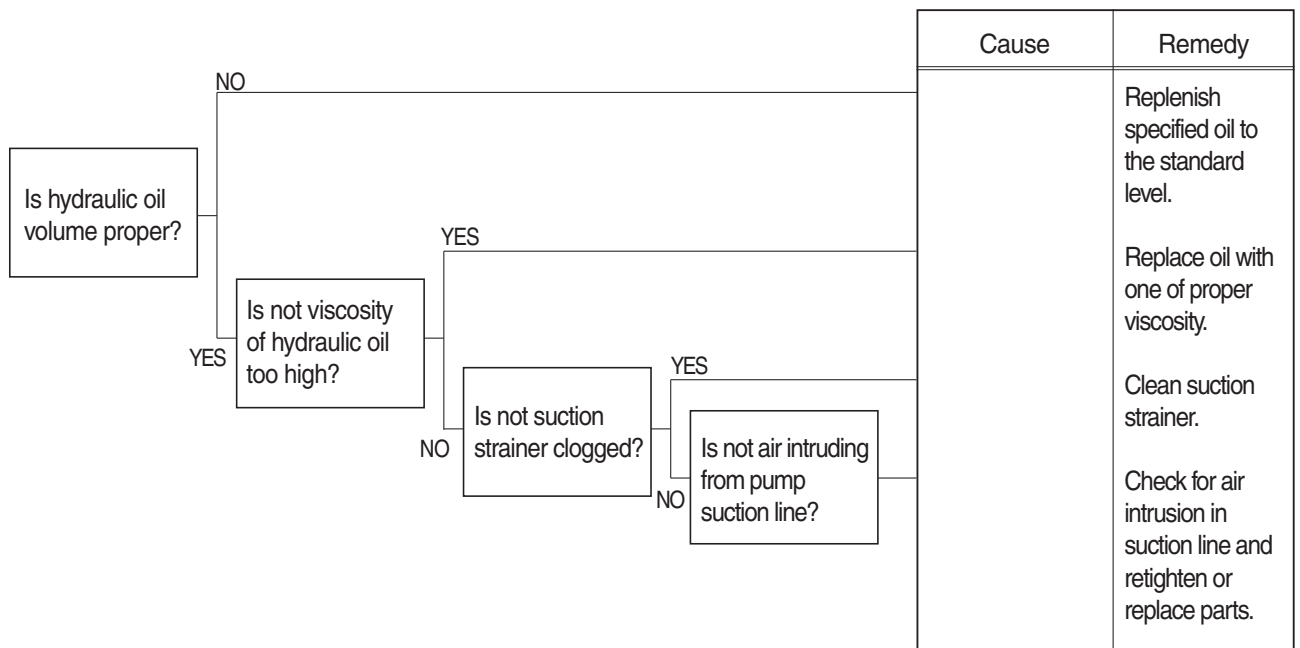 Cause
Remedy
NO
Replenish
specified oil to
the standard
level.
Is hydraulic oil
volume proper?
YES
Replace oil with
one of proper
viscosity.
Is not viscosity
of hydraulic oil
too high?
YES
YES
Clean suction
strainer.
Is not suction
strainer clogged?
NO
Is not air intruding
from pump
suction line?
NO
Check for air
intrusion in
suction line and
retighten or
replace parts.